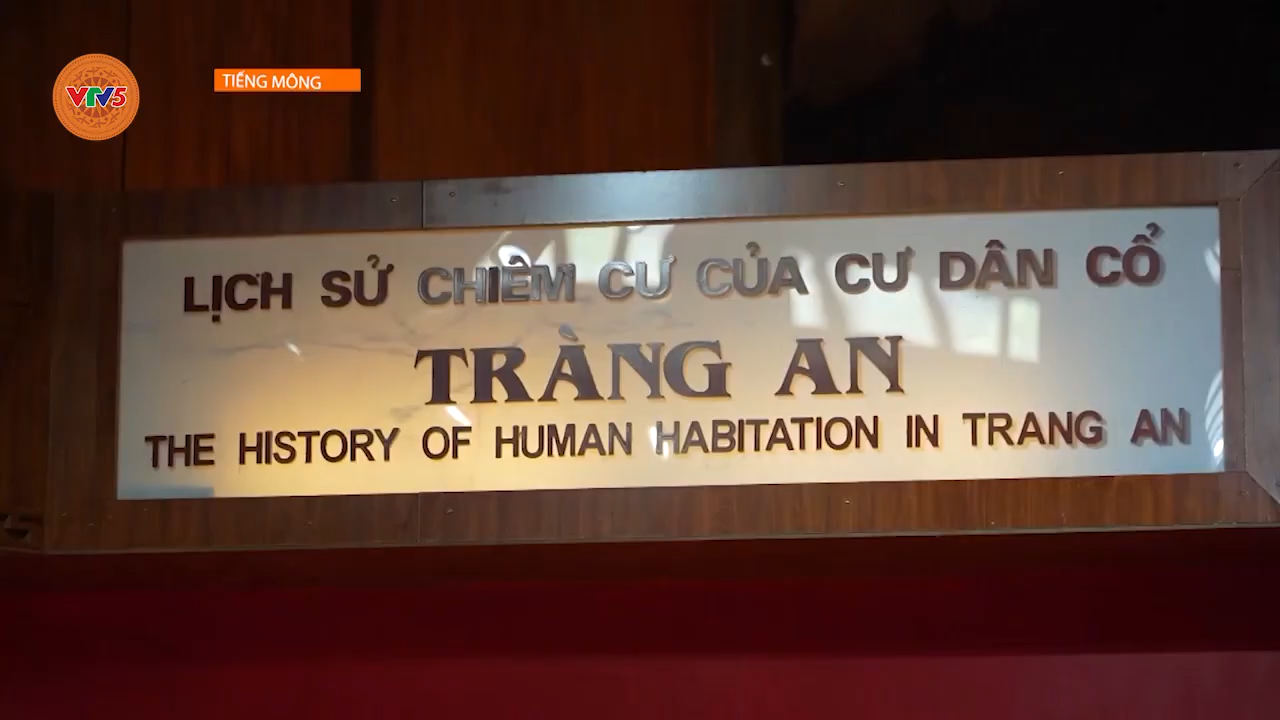 VTV5
TIẾNG MÔNG
LỊCH SỬ CHIẾM CƯ CỦA CƯ DÂN CỔ
TRÀNG AN
THE HISTORY OF HUMAN HABITATION IN TRANG AN